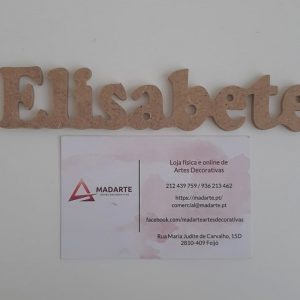 Elisabete
MADARTE
Loja física e online de
Artes Decorativas
212 439 759 / 936 213 462
https://madarte.pt/
comercial@madarte.pt
facebook.com/madarteartesdecorativas
Rua Maria Judite de Carvalho, 15D
2810-409 Feijó